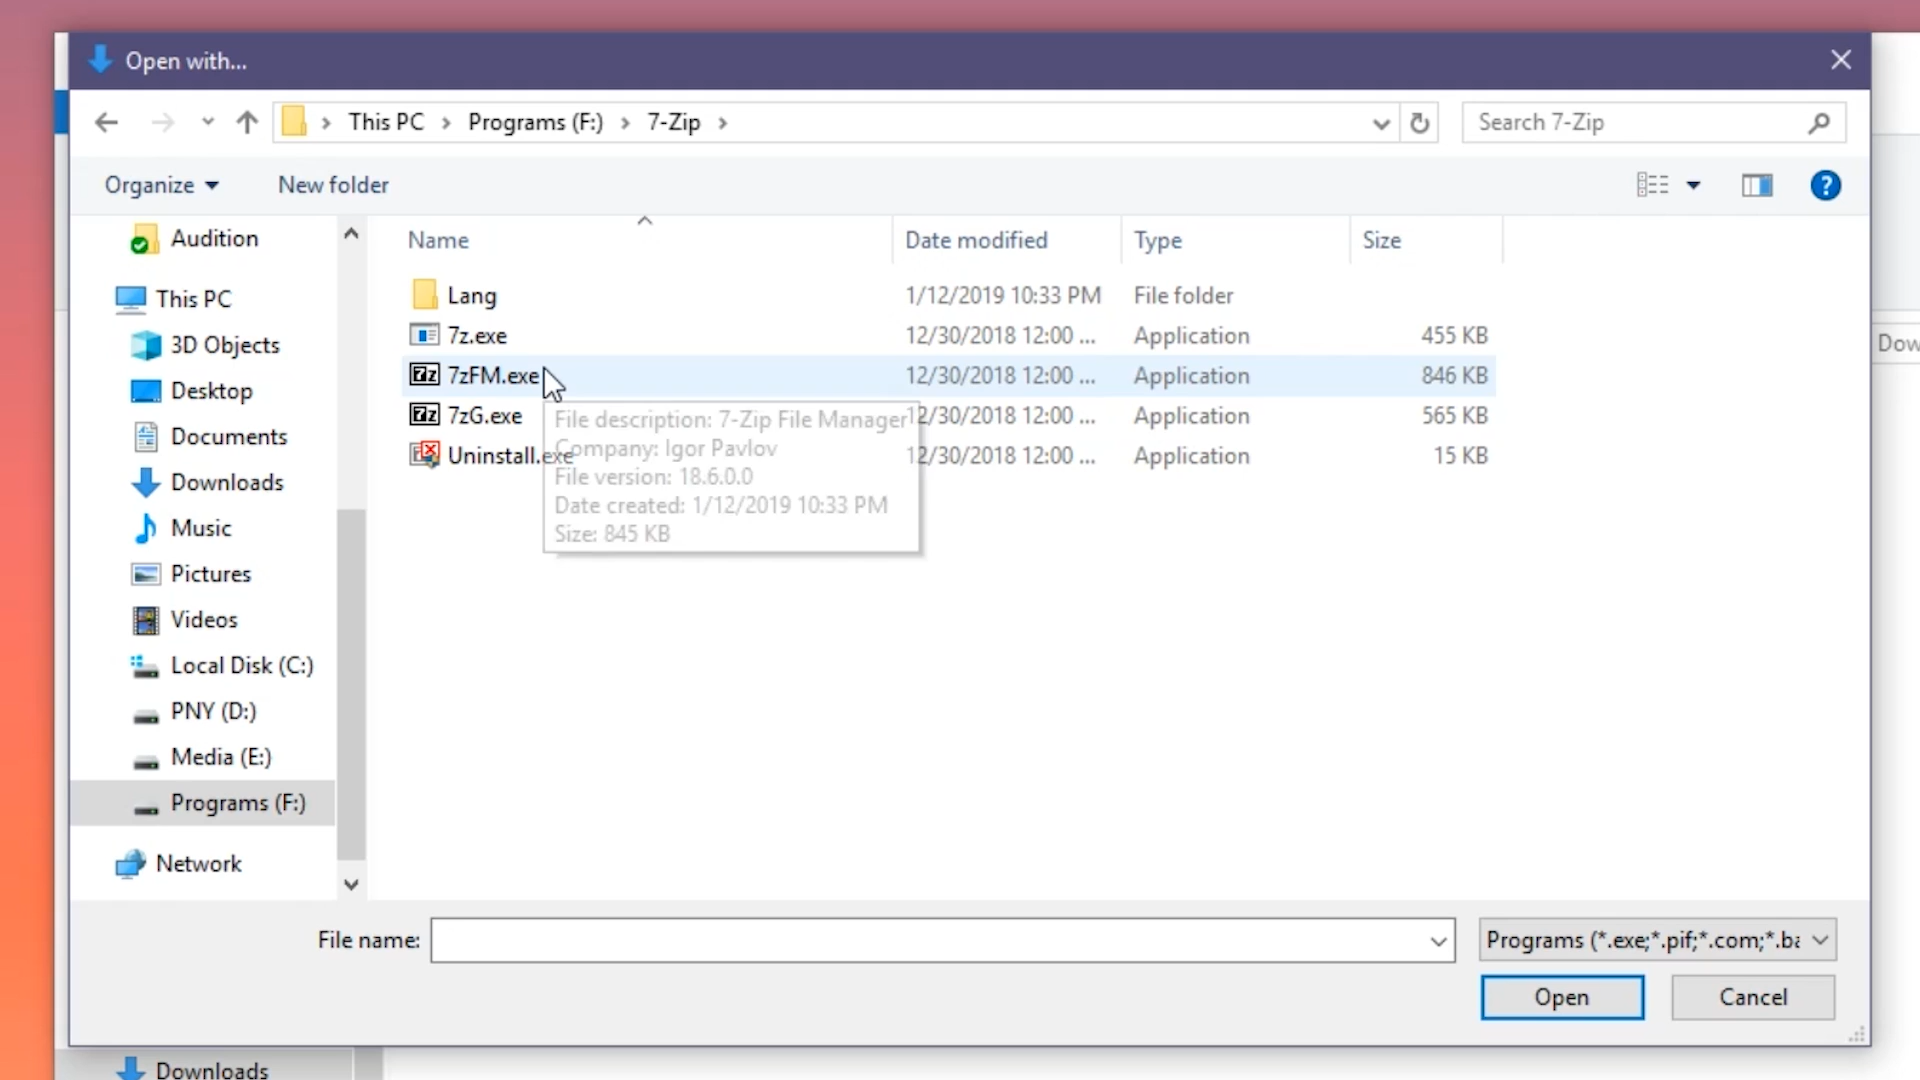 Open with...
This PC > Programs (F:) > 7-Zip >
Search 7-Zip
Organize
New folder
?
Name
Date modified
Type
Size
Audition
This PC
3D Objects
Desktop
Documents
Downloads
Music
Pictures
Videos
Local Disk (C:)
PNY (D:)
Media (E:)
Programs (F:)
Network
Lang 1/12/2019 10:33 PM File folder
7z.exe 12/30/2018 12:00 ... Application 455 KB
7zFM.exe 12/30/2018 12:00 ... Application 846 KB
7zG.exe 12/30/2018 12:00 ... Application 565 KB
Uninstall.exe 12/30/2018 12:00 ... Application 15 KB
File description: 7-Zip File Manager
Company: Igor Pavlov
File version: 18.6.0.0
Date created: 1/12/2019 10:33 PM
Size: 845 KB
File name:
Programs (*.exe;*.pif;*.com;*.ba
Open
Cancel
Dow
Downloads